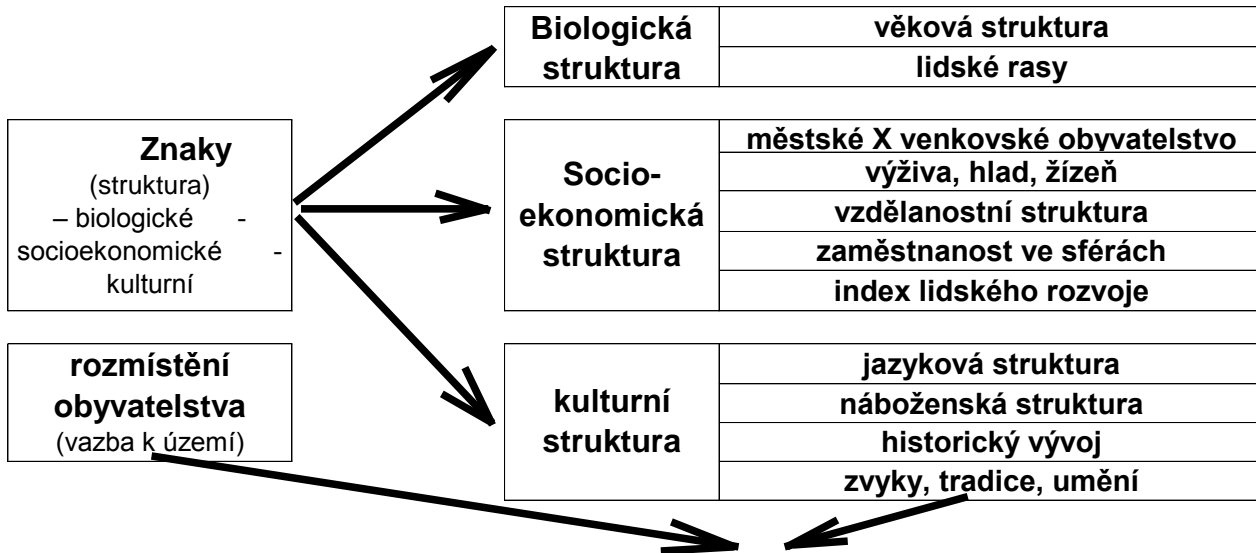 Biologická
struktura
věková struktura
lidské rasy
Znaky
(struktura)
– biologické -
socioekonomické -
kulturní
Socio-
ekonomická
struktura
městské X venkovské obyvatelstvo
výživa, hlad, žízeň
vzdělanostní struktura
zaměstnanost ve sférách
index lidského rozvoje
rozmístění
obyvatelstva
(vazba k území)
kulturní
struktura
jazyková struktura
náboženská struktura
historický vývoj
zvyky, tradice, umění